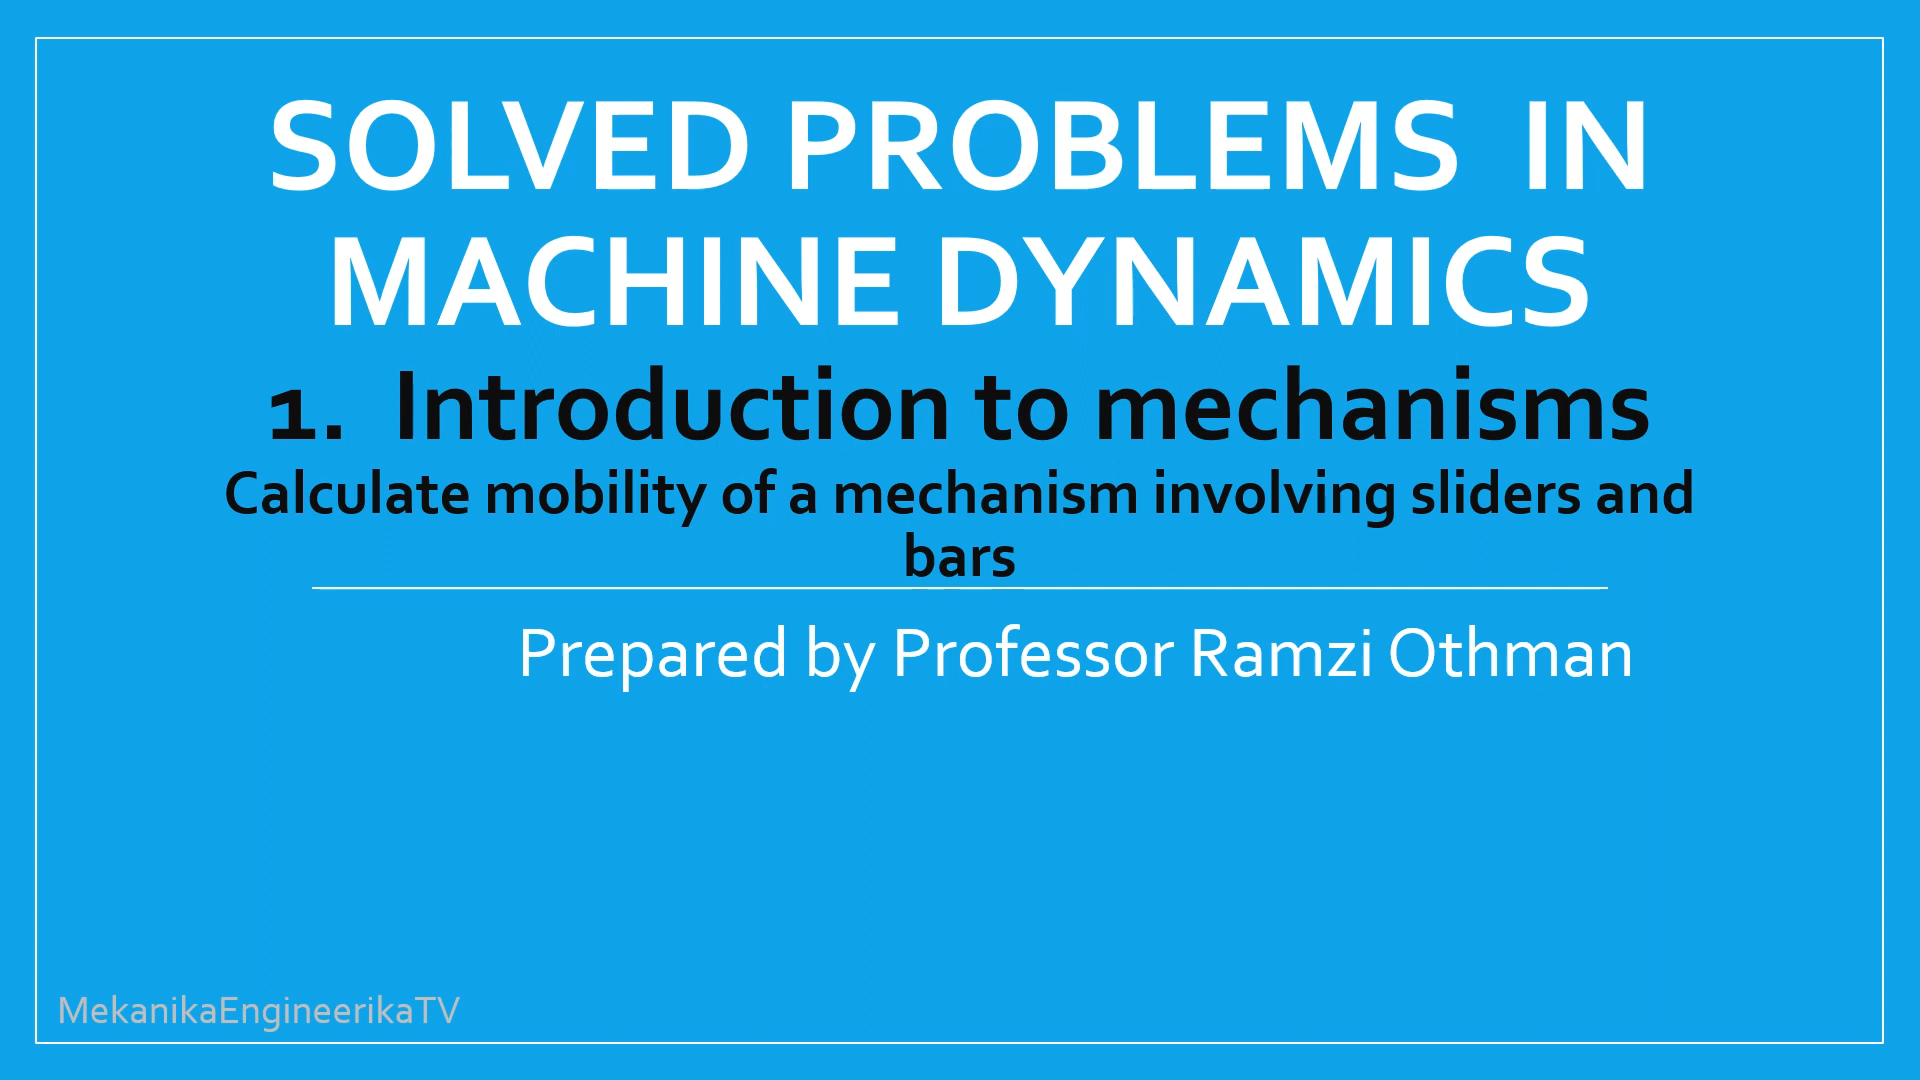 SOLVED PROBLEMS IN
MACHINE DYNAMICS
1. Introduction to mechanisms
Calculate mobility of a mechanism involving sliders and
bars
Prepared by Professor Ramzi Othman
MekanikaEngineerikaTV